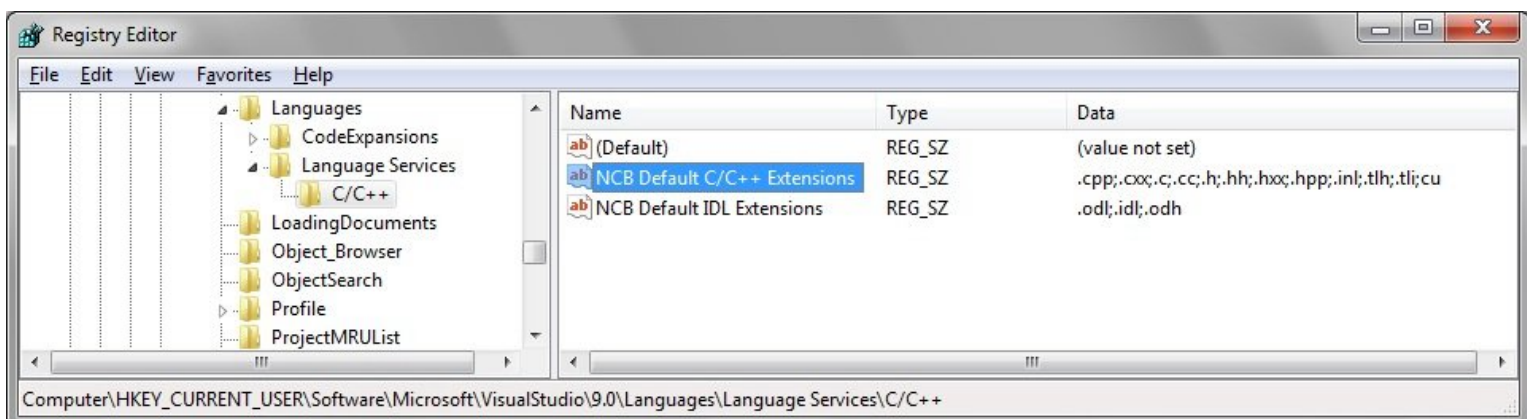 Registry Editor
File Edit View Favorites Help
Languages
CodeExpansions
Language Services
C/C++
LoadingDocuments
Object_Browser
ObjectSearch
Profile
ProjectMRUList
Name Type Data
(Default) REG_SZ (value not set)
NCB Default C/C++ Extensions REG_SZ .cpp;.cxx;.c;.cc;.h;.hh;.hxx;.hpp;.inl;.tlh;.tli;cu
NCB Default IDL Extensions REG_SZ .odl;.idl;.odh
Computer\HKEY_CURRENT_USER\Software\Microsoft\VisualStudio\9.0\Languages\Language Services\C/C++